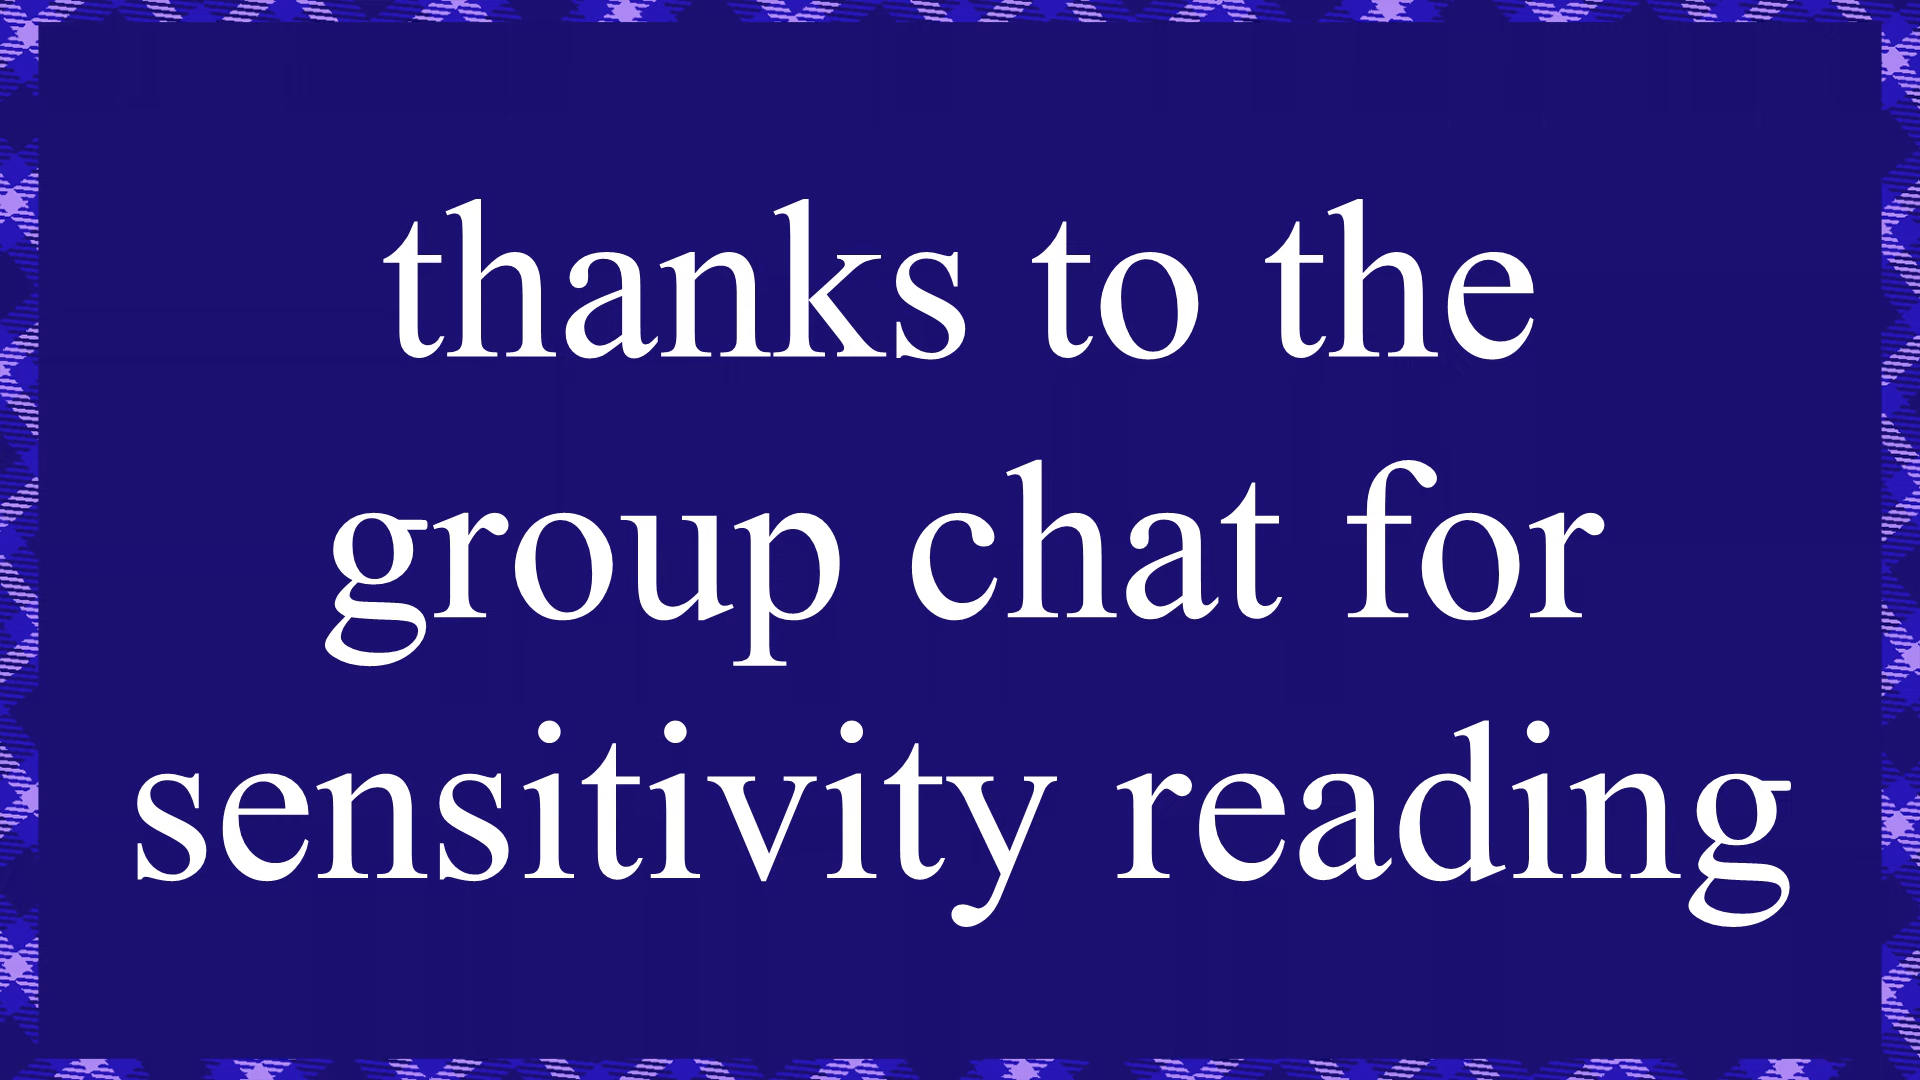 thanks to the
group chat for
sensitivity reading